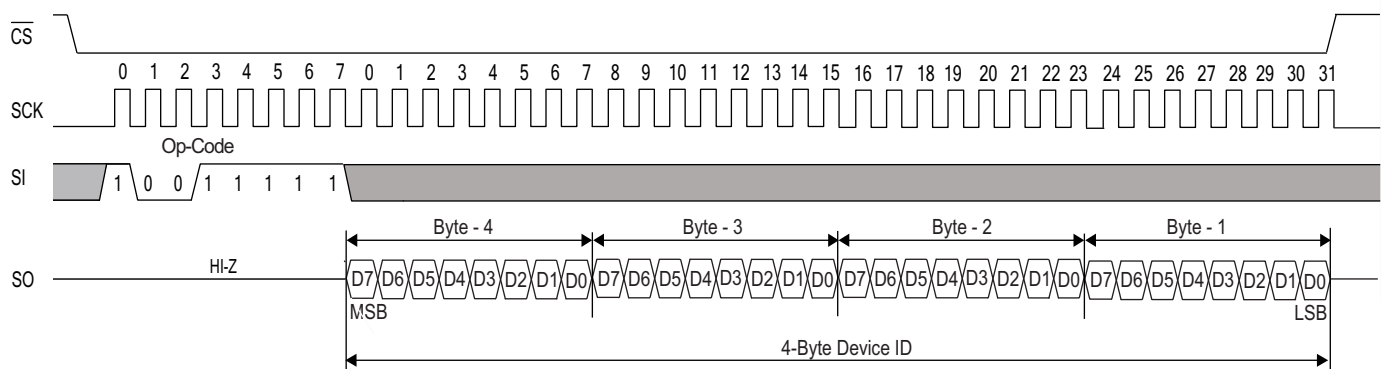 CS
0 1 2 3 4 5 6 7 0 1 2 3 4 5 6 7 8 9 10 11 12 13 14 15 16 17 18 19 20 21 22 23 24 25 26 27 28 29 30 31
SCK
Op-Code
SI 1 0 0 1 1 1 1 1
Byte - 4 Byte - 3 Byte - 2 Byte - 1
SO HI-Z D7 D6 D5 D4 D3 D2 D1 D0 D7 D6 D5 D4 D3 D2 D1 D0 D7 D6 D5 D4 D3 D2 D1 D0 D7 D6 D5 D4 D3 D2 D1 D0
MSB LSB
4-Byte Device ID